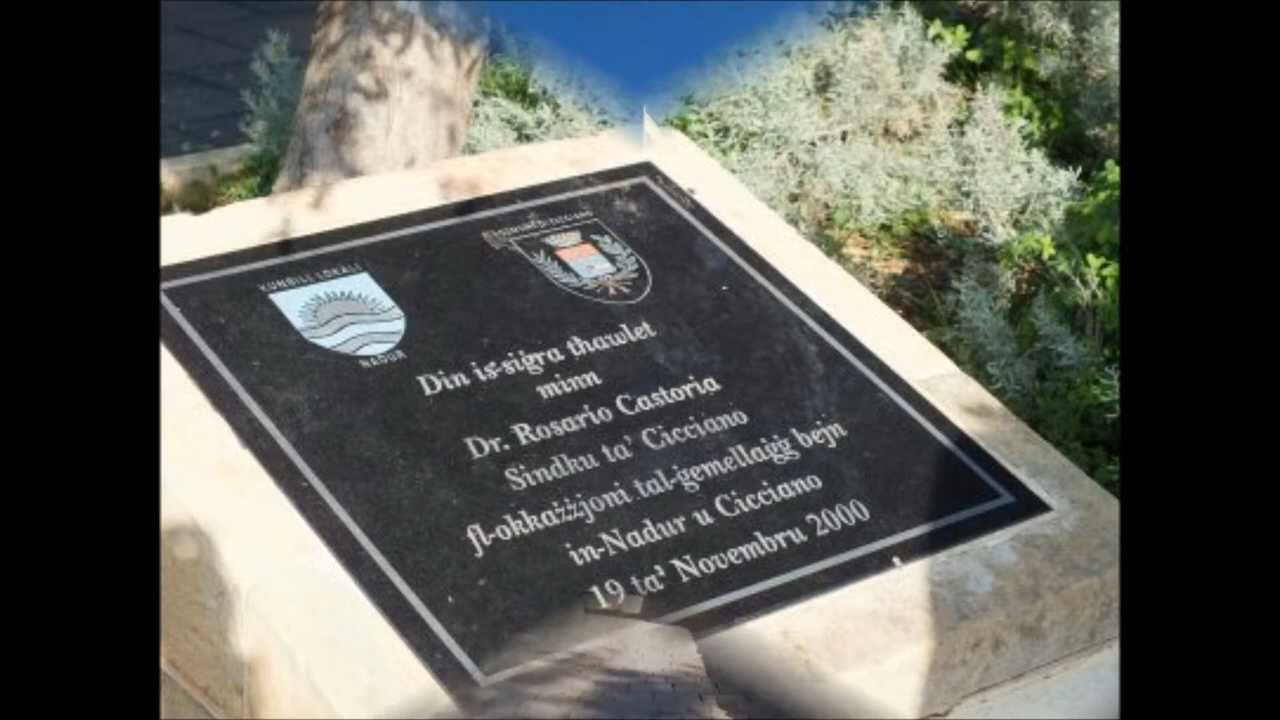 KUNSILL LOKALI
NADUR
Din is-siġra tħawlet
minn
Dr. Rosario Castoria
Sindku ta' Cicciano
fl-okkażżjoni tal-ġemellaġġ bejn
in-Nadur u Cicciano
19 ta' Novembru 2000